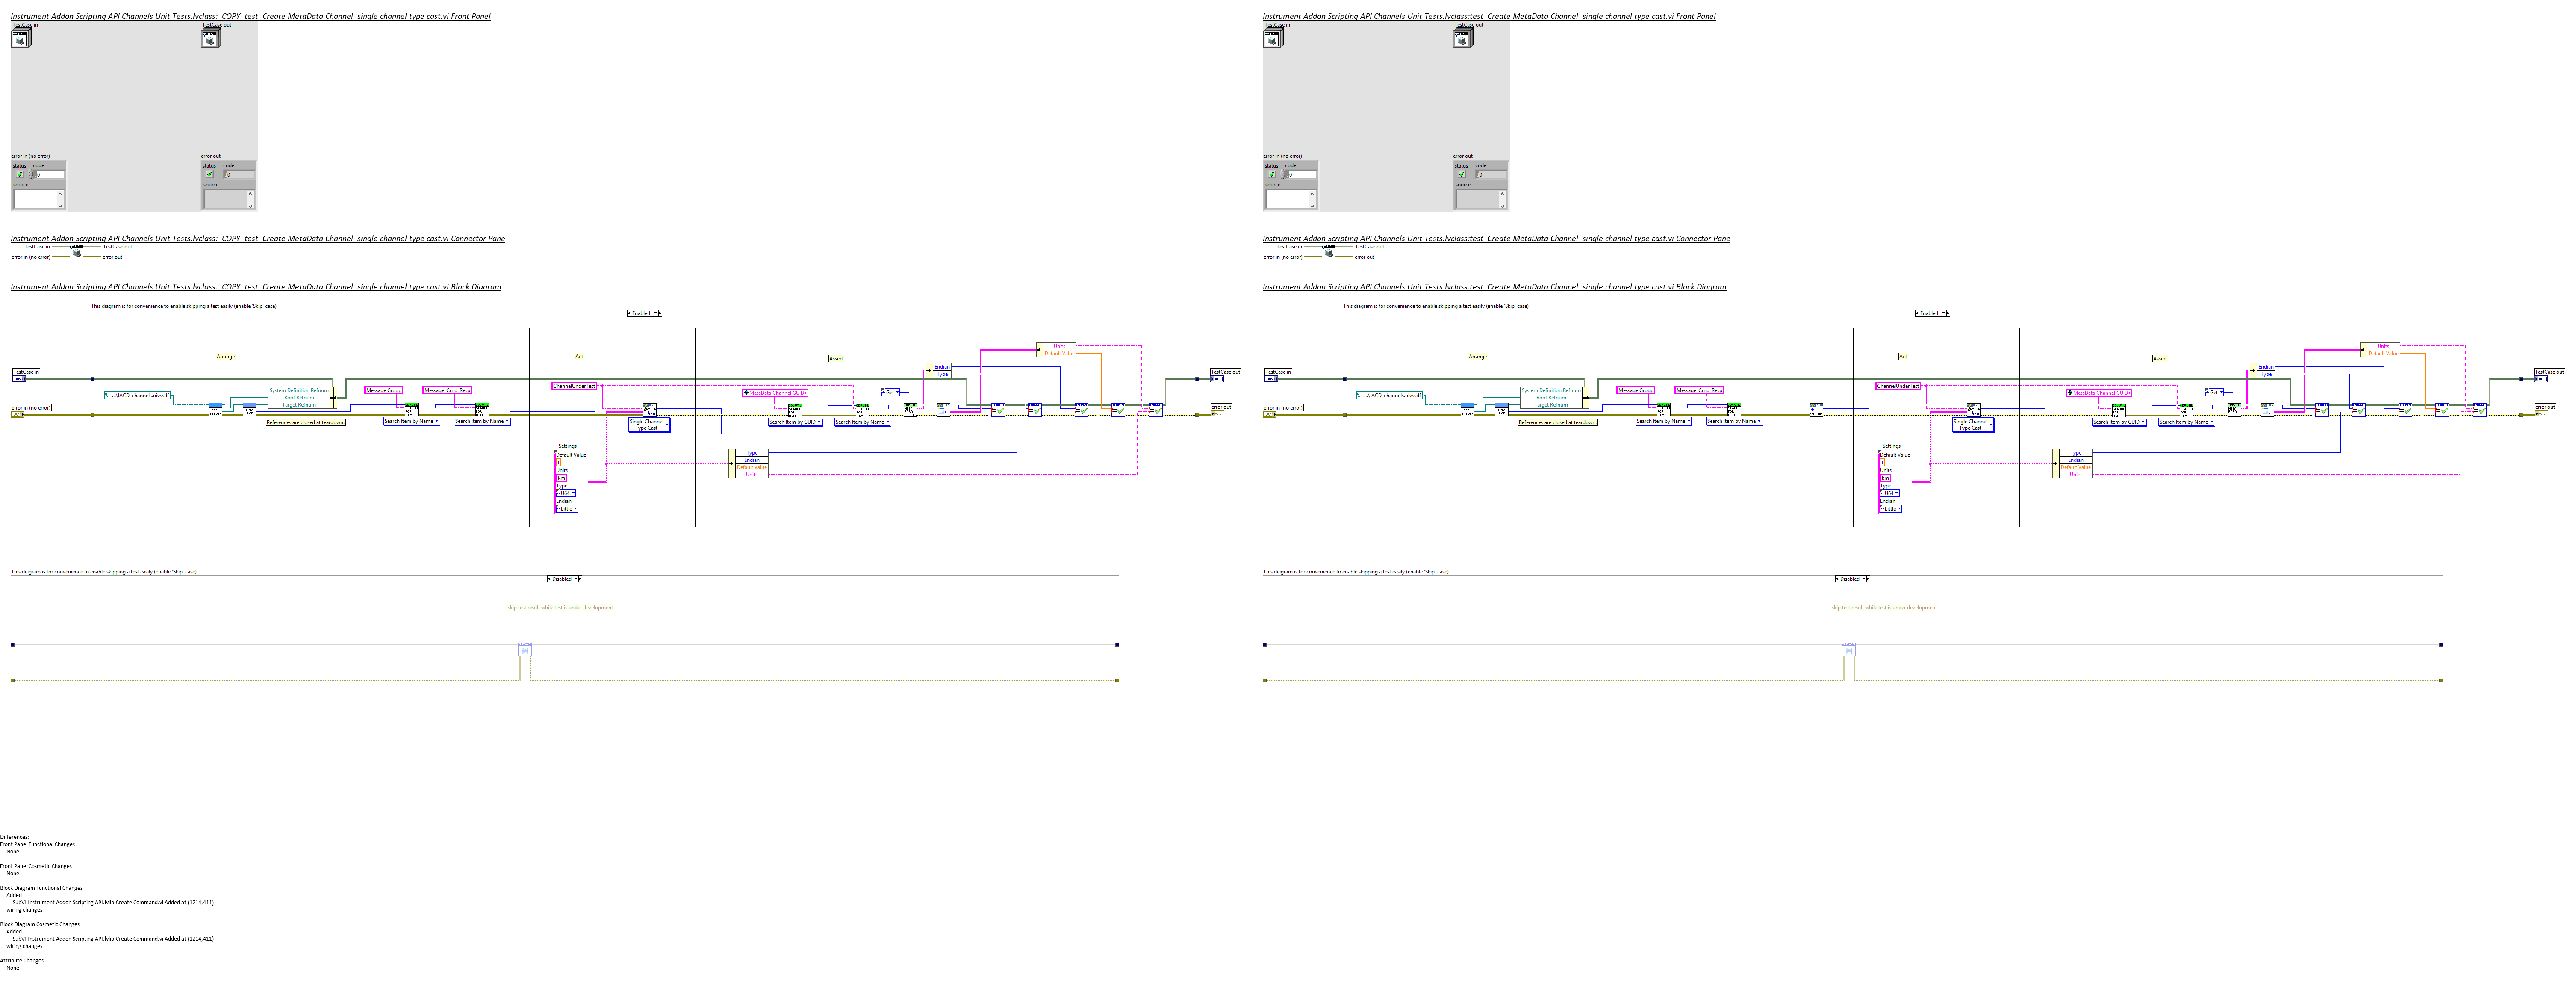 Instrument Addon Scripting API Channels Unit Tests.lvclass:_COPY_test_Create MetaData Channel_single channel type cast.vi Front Panel
TestCase in
TestCase out
error in (no error)
status code
0
source
error out
status code
0
source
Instrument Addon Scripting API Channels Unit Tests.lvclass:_COPY_test_Create MetaData Channel_single channel type cast.vi Connector Pane
TestCase in
TestCase out
error in (no error)
error out
Instrument Addon Scripting API Channels Unit Tests.lvclass:_COPY_test_Create MetaData Channel_single channel type cast.vi Block Diagram
This diagram is for convenience to enable skipping a test easily (enable 'Skip' case)
Enabled
Arrange
Act
Assert
Units
Default Value
Endian
Type
TestCase in
TestCase out
ChannelUnderTest
System Definition Refnum
Root Refnum
Target Refnum
Message Group
Message_Cmd_Resp
MetaData Channel GUID
Get
...\IACD_channels.nivssdf
error in (no error)
error out
References are closed at teardown.
Search Item by Name
Search Item by Name
Single Channel
Type Cast
Search Item by GUID
Search Item by Name
Settings
Default Value
1
Units
km
Type
U64
Endian
Little
Type
Endian
Default Value
Units
This diagram is for convenience to enable skipping a test easily (enable 'Skip' case)
Disabled
skip test result while test is under development
Differences:
Front Panel Functional Changes
None
Front Panel Cosmetic Changes
None
Block Diagram Functional Changes
Added
SubVI Instrument Addon Scripting API.lvlib:Create Command.vi Added at (1214,411)
wiring changes
Block Diagram Cosmetic Changes
Added
SubVI Instrument Addon Scripting API.lvlib:Create Command.vi Added at (1214,411)
wiring changes
Attribute Changes
None
Instrument Addon Scripting API Channels Unit Tests.lvclass:test_Create MetaData Channel_single channel type cast.vi Front Panel
TestCase in
TestCase out
error in (no error)
status code
0
source
error out
status code
0
source
Instrument Addon Scripting API Channels Unit Tests.lvclass:test_Create MetaData Channel_single channel type cast.vi Connector Pane
TestCase in
TestCase out
error in (no error)
error out
Instrument Addon Scripting API Channels Unit Tests.lvclass:test_Create MetaData Channel_single channel type cast.vi Block Diagram
This diagram is for convenience to enable skipping a test easily (enable 'Skip' case)
Enabled
Arrange
Act
Assert
Units
Default Value
Endian
Type
TestCase in
TestCase out
ChannelUnderTest
System Definition Refnum
Root Refnum
Target Refnum
Message Group
Message_Cmd_Resp
MetaData Channel GUID
Get
...\IACD_channels.nivssdf
error in (no error)
error out
References are closed at teardown.
Search Item by Name
Search Item by Name
Single Channel
Type Cast
Search Item by GUID
Search Item by Name
Settings
Default Value
1
Units
km
Type
U64
Endian
Little
Type
Endian
Default Value
Units
This diagram is for convenience to enable skipping a test easily (enable 'Skip' case)
Disabled
skip test result while test is under development